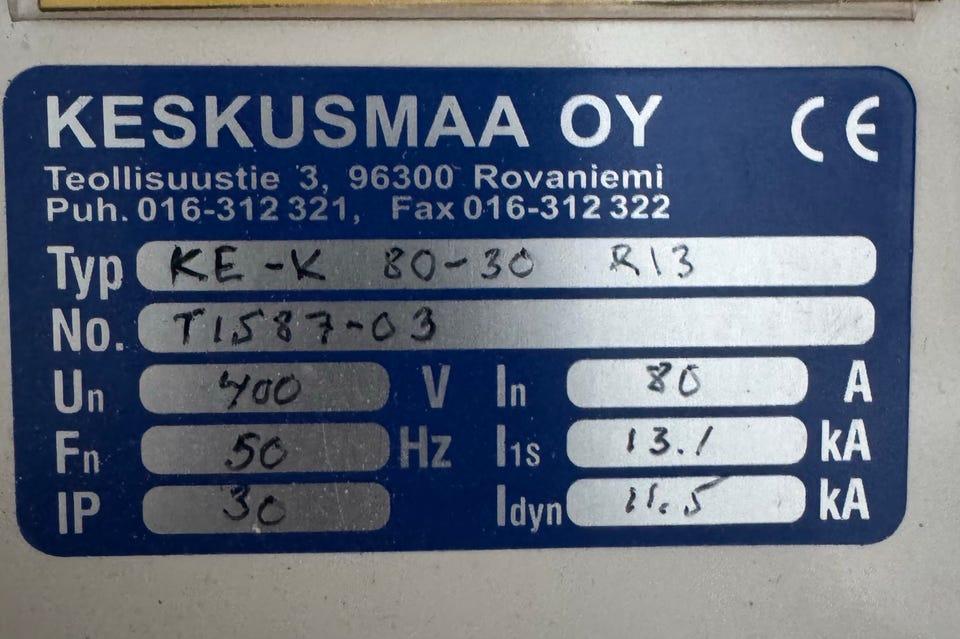 KESKUSMAA OY CE
Teollisuustie 3, 96300 Rovaniemi
Puh. 016-312 321, Fax 016-312 322
Typ KE-K 80-30 R13
No. T1587-03
Un 400 V In 80 A
Fn 50 Hz I1s 13.1 kA
IP 30 Idyn 11.5 kA